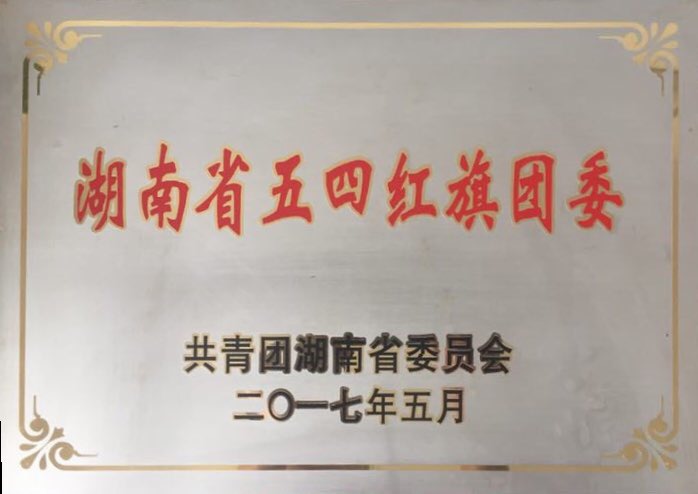 湖南省五四红旗团委
共青团湖南省委员会
二〇一七年五月